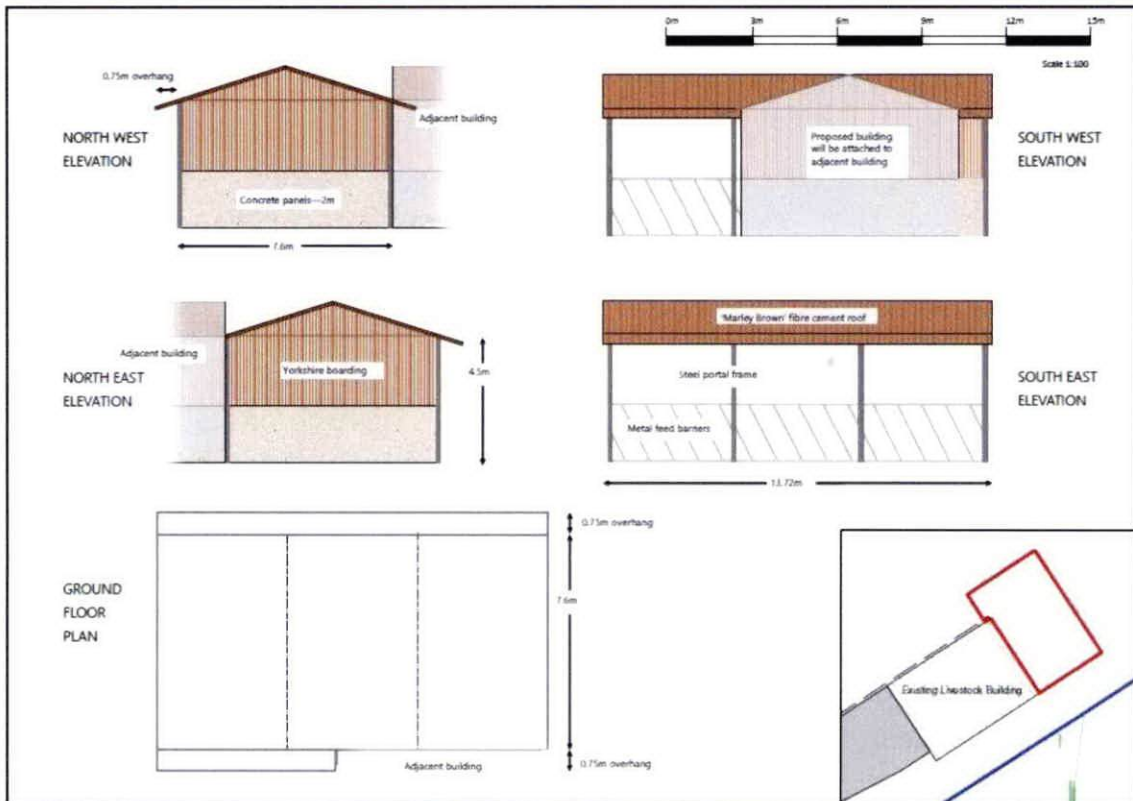 0m 3m 6m 9m 12m 15m
Scale 1:100
0.75m overhang
NORTH WEST
ELEVATION
Adjacent building
Concrete panels—2m
7.6m
Proposed building
will be attached to
adjacent building
SOUTH WEST
ELEVATION
Adjacent building
NORTH EAST
ELEVATION
Yorkshire boarding
4.5m
'Marley Brown' fibre cement roof
Steel portal frame
Metal feed barriers
SOUTH EAST
ELEVATION
13.72m
GROUND
FLOOR
PLAN
0.75m overhang
7.6m
Adjacent building
0.75m overhang
Existing Livestock Building